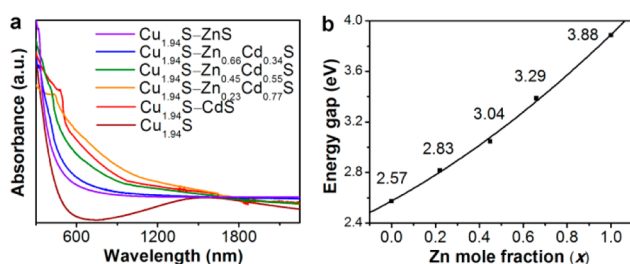 a
Absorbance (a.u.)
Cu1.94S–ZnS
Cu1.94S–Zn0.66Cd0.34S
Cu1.94S–Zn0.45Cd0.55S
Cu1.94S–Zn0.23Cd0.77S
Cu1.94S–CdS
Cu1.94S
600 1200 1800
Wavelength (nm)
b
Energy gap (eV)
4.0
3.6
3.2
2.8
2.4
3.88
3.29
3.04
2.83
2.57
0.0 0.2 0.4 0.6 0.8 1.0
Zn mole fraction (x)